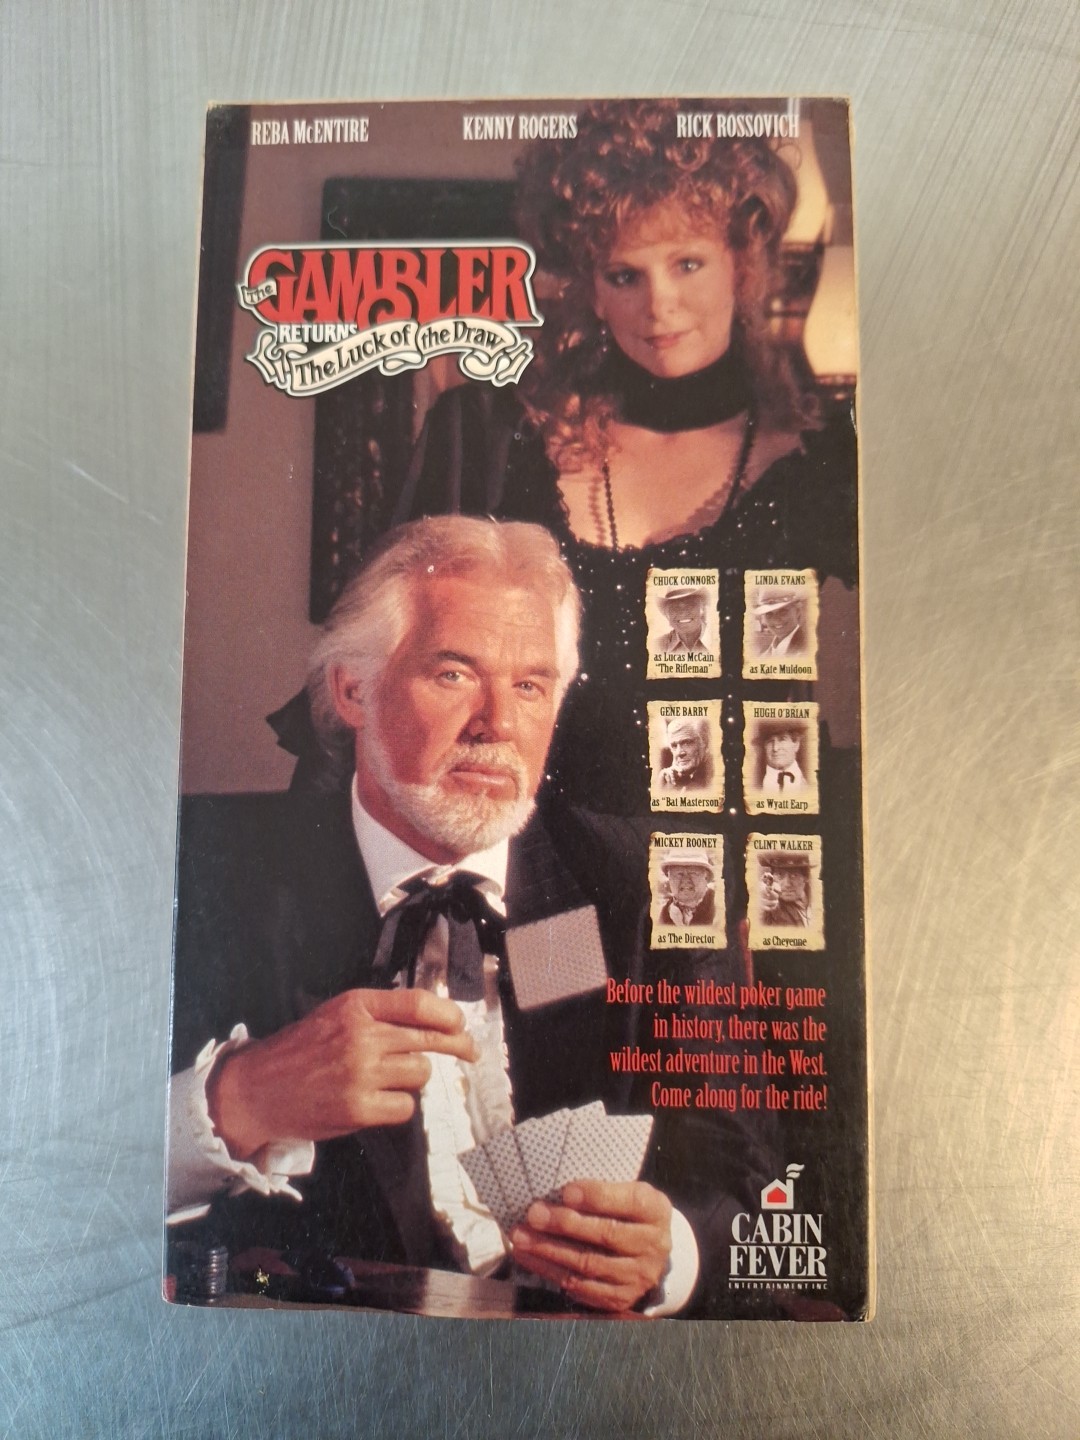 REBA McENTIRE KENNY ROGERS RICK ROSSOVICH
The
GAMBLER
RETURNS
The Luck of the Draw
CHUCK CONNORS
as Lucas McCain
"The Rifleman"
LINDA EVANS
as Kate Muldoon
GENE BARRY
as "Bat Masterson"
HUGH O'BRIAN
as Wyatt Earp
MICKEY ROONEY
as The Director
CLINT WALKER
as Cheyenne
Before the wildest poker game
in history, there was the
wildest adventure in the West.
Come along for the ride!
CABIN
FEVER
ENTERTAINMENT INC